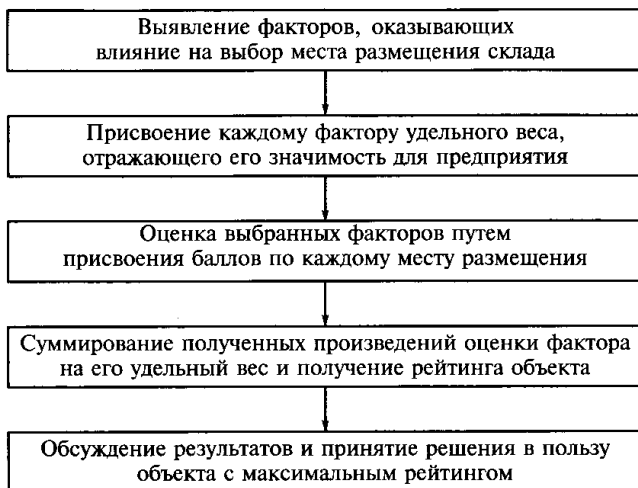 Выявление факторов, оказывающих
влияние на выбор места размещения склада
Присвоение каждому фактору удельного веса,
отражающего его значимость для предприятия
Оценка выбранных факторов путем
присвоения баллов по каждому месту размещения
Суммирование полученных произведений оценки фактора
на его удельный вес и получение рейтинга объекта
Обсуждение результатов и принятие решения в пользу
объекта с максимальным рейтингом